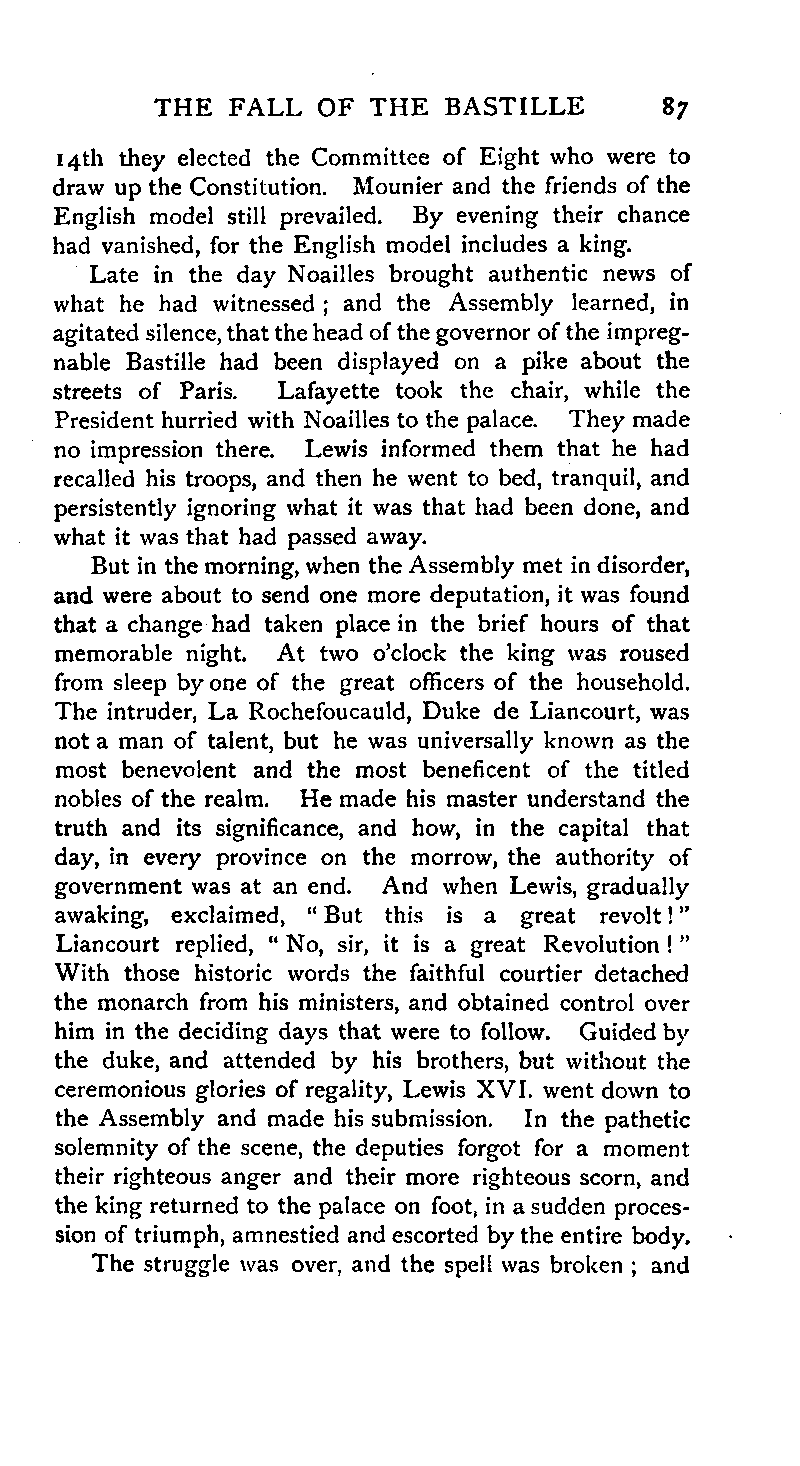 THE FALL OF THE BASTILLE 87
14th they elected the Committee of Eight who were to
draw up the Constitution. Mounier and the friends of the
English model still prevailed. By evening their chance
had vanished, for the English model includes a king.
Late in the day Noailles brought authentic news of
what he had witnessed ; and the Assembly learned, in
agitated silence, that the head of the governor of the impreg-
nable Bastille had been displayed on a pike about the
streets of Paris. Lafayette took the chair, while the
President hurried with Noailles to the palace. They made
no impression there. Lewis informed them that he had
recalled his troops, and then he went to bed, tranquil, and
persistently ignoring what it was that had been done, and
what it was that had passed away.
But in the morning, when the Assembly met in disorder,
and were about to send one more deputation, it was found
that a change had taken place in the brief hours of that
memorable night. At two o'clock the king was roused
from sleep by one of the great officers of the household.
The intruder, La Rochefoucauld, Duke de Liancourt, was
not a man of talent, but he was universally known as the
most benevolent and the most beneficent of the titled
nobles of the realm. He made his master understand the
truth and its significance, and how, in the capital that
day, in every province on the morrow, the authority of
government was at an end. And when Lewis, gradually
awaking, exclaimed, " But this is a great revolt ! "
Liancourt replied, " No, sir, it is a great Revolution ! "
With those historic words the faithful courtier detached
the monarch from his ministers, and obtained control over
him in the deciding days that were to follow. Guided by
the duke, and attended by his brothers, but without the
ceremonious glories of regality, Lewis XVI. went down to
the Assembly and made his submission. In the pathetic
solemnity of the scene, the deputies forgot for a moment
their righteous anger and their more righteous scorn, and
the king returned to the palace on foot, in a sudden proces-
sion of triumph, amnestied and escorted by the entire body.
The struggle was over, and the spell was broken ; and